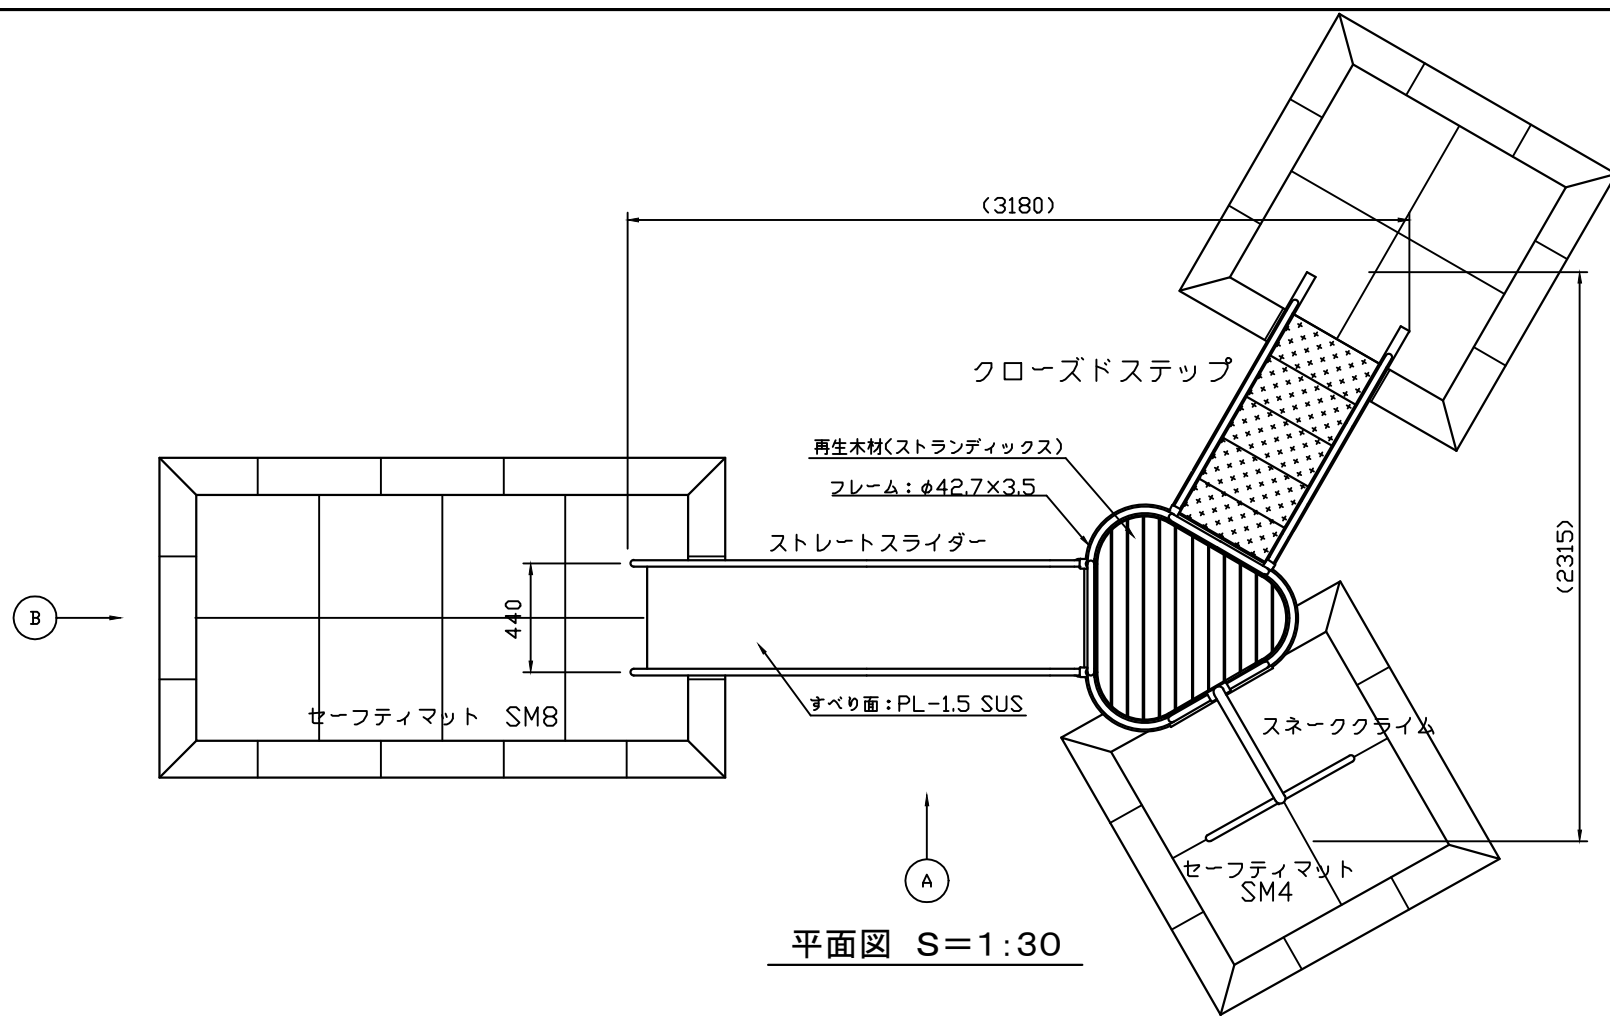 (3180)
クローズドステップ
再生木材(ストランディックス)
フレーム：φ42.7×3.5
ストレートスライダー
(2315)
B
440
すべり面：PL-1.5 SUS
セーフティマット SM8
スネーククライム
A
セーフティマット
SM4
平面図 S=1:30